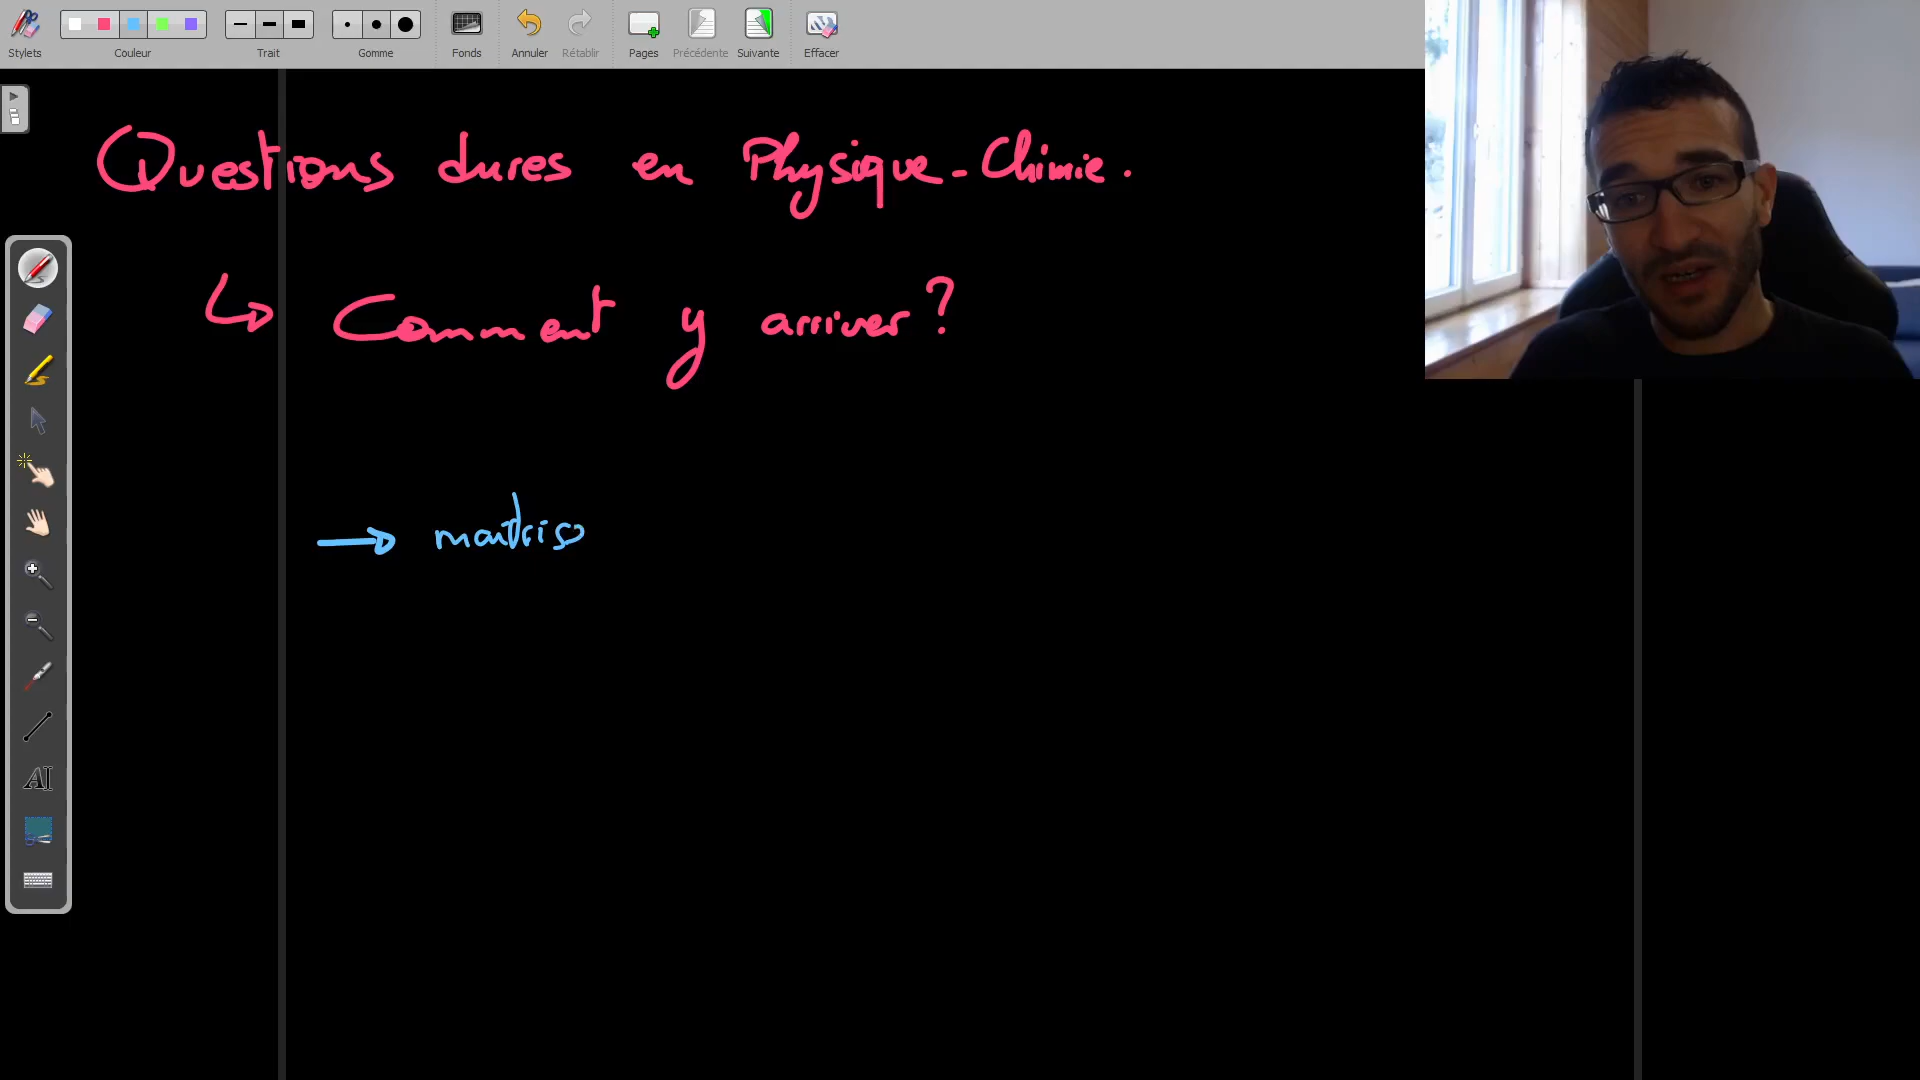 Stylets Couleur Trait Gomme Fonds Annuler Rétablir Pages Précédente Suivante Effacer
Questions dures en Physique-Chimie.
↳ Comment y arriver?
→ maîtris
AI